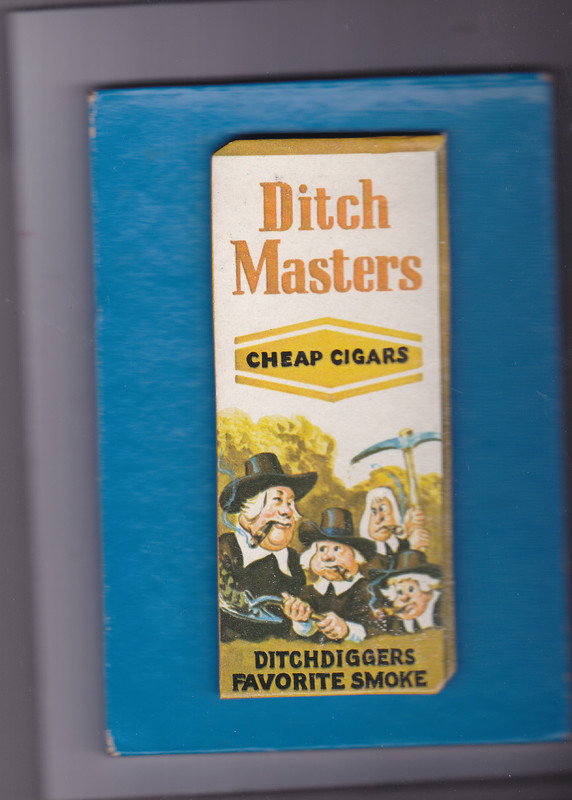 Ditch
Masters
CHEAP CIGARS
DITCHDIGGERS
FAVORITE SMOKE